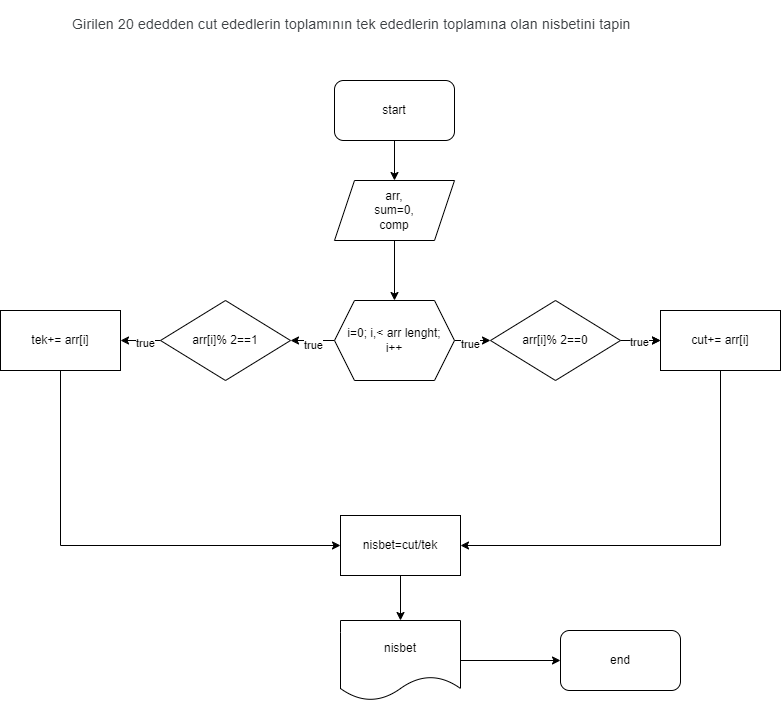 Girilen 20 ededden cut ededlerin toplamının tek ededlerin toplamına olan nisbetini tapin
start
arr,
sum=0,
comp
tek+= arr[i]
true
arr[i]% 2==1
true
i=0; i,< arr lenght;
i++
true
arr[i]% 2==0
true
cut+= arr[i]
nisbet=cut/tek
nisbet
end